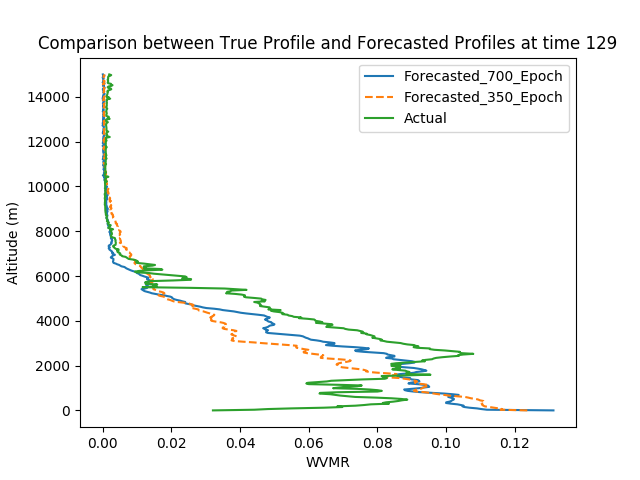 Comparison between True Profile and Forecasted Profiles at time 129
Forecasted_700_Epoch
Forecasted_350_Epoch
Actual
14000
12000
10000
8000
6000
4000
2000
0
Altitude (m)
0.00 0.02 0.04 0.06 0.08 0.10 0.12
WVMR